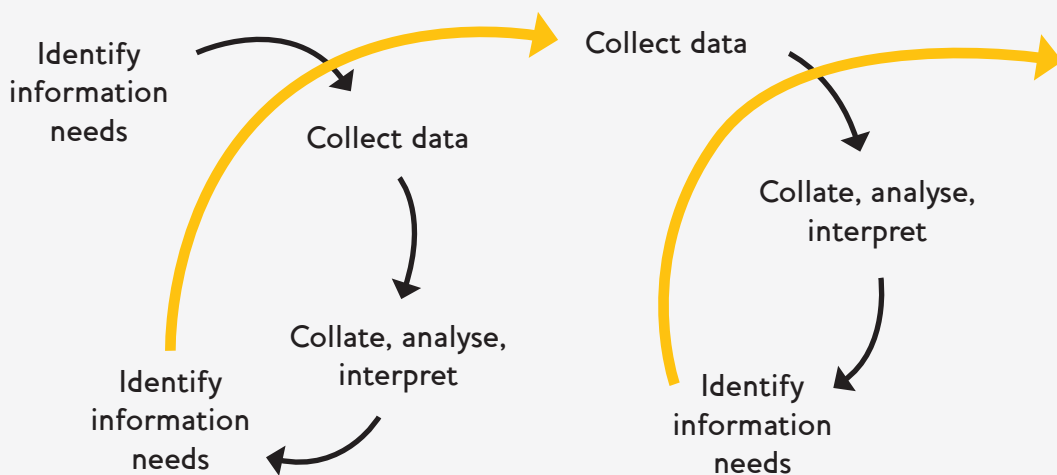 Identify
information
needs
Collect data
Collate, analyse,
interpret
Identify
information
needs
Collect data
Collate, analyse,
interpret
Identify
information
needs